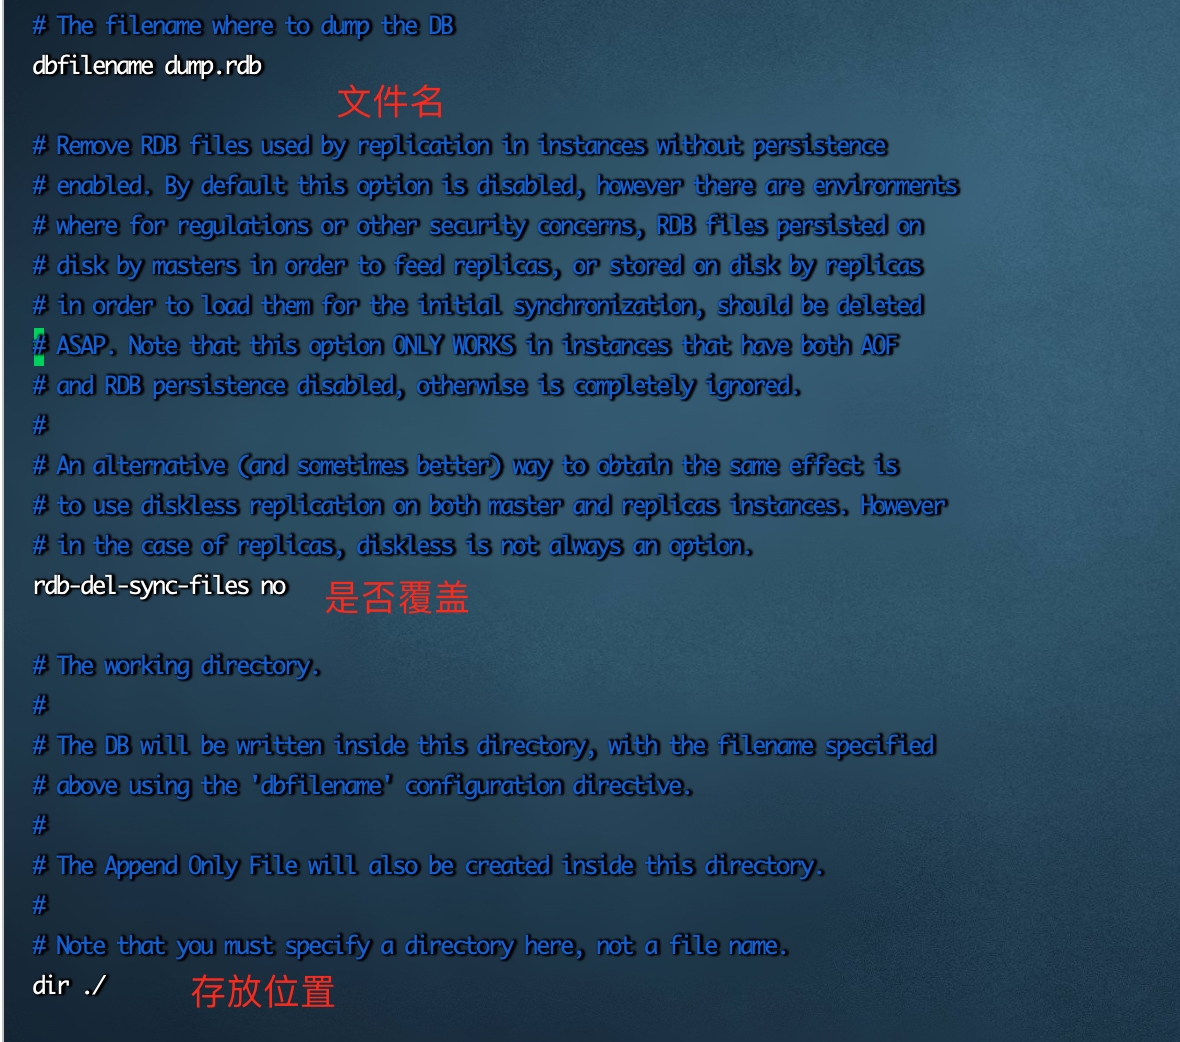 # The filename where to dump the DB
dbfilename dump.rdb
文件名
# Remove RDB files used by replication in instances without persistence
# enabled. By default this option is disabled, however there are environments
# where for regulations or other security concerns, RDB files persisted on
# disk by masters in order to feed replicas, or stored on disk by replicas
# in order to load them for the initial synchronization, should be deleted
# ASAP. Note that this option ONLY WORKS in instances that have both AOF
# and RDB persistence disabled, otherwise is completely ignored.
#
# An alternative (and sometimes better) way to obtain the same effect is
# to use diskless replication on both master and replicas instances. However
# in the case of replicas, diskless is not always an option.
rdb-del-sync-files no 是否覆盖
# The working directory.
#
# The DB will be written inside this directory, with the filename specified
# above using the 'dbfilename' configuration directive.
#
# The Append Only File will also be created inside this directory.
#
# Note that you must specify a directory here, not a file name.
dir ./ 存放位置